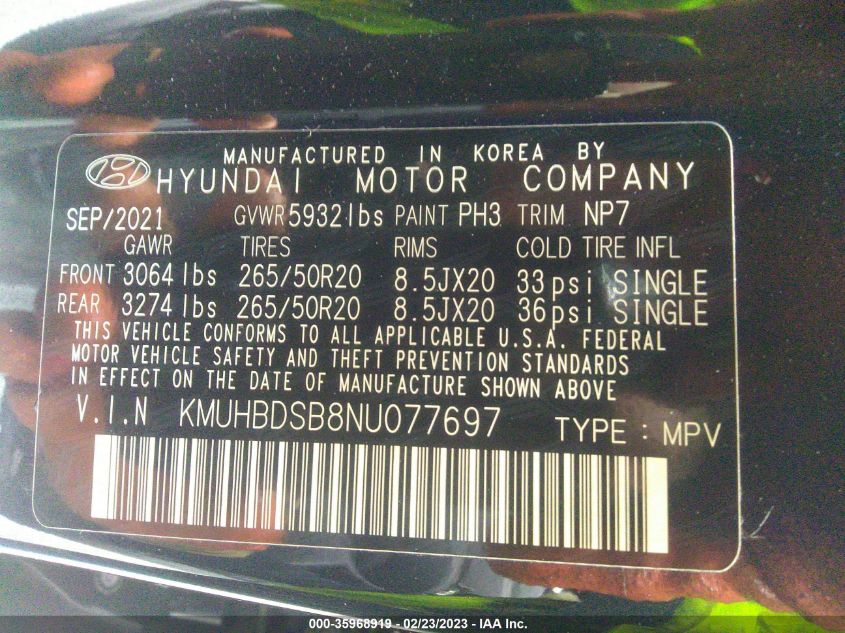 MANUFACTURED IN KOREA BY
HYUNDAI MOTOR COMPANY
SEP/2021 GVWR 5932 lbs PAINT PH3 TRIM NP7
GAWR TIRES RIMS COLD TIRE INFL
FRONT 3064 lbs 265/50R20 8.5JX20 33psi SINGLE
REAR 3274 lbs 265/50R20 8.5JX20 36psi SINGLE
THIS VEHICLE CONFORMS TO ALL APPLICABLE U.S.A. FEDERAL
MOTOR VEHICLE SAFETY AND THEFT PREVENTION STANDARDS
IN EFFECT ON THE DATE OF MANUFACTURE SHOWN ABOVE
V.I.N KMUHBDSB8NU077697 TYPE : MPV
000-35968919 - 02/23/2023 - IAA Inc.